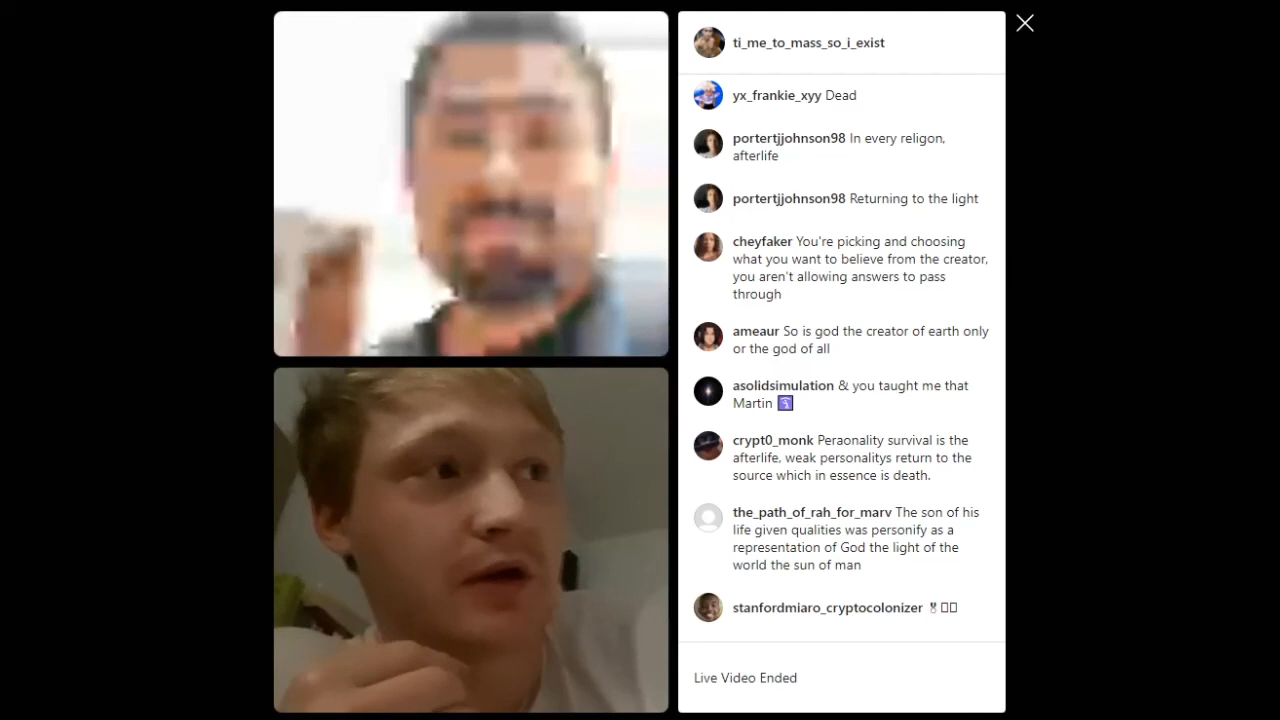 ti_me_to_mass_so_i_exist
yx_frankie_xyy Dead
portertjjohnson98 In every religon,
afterlife
portertjjohnson98 Returning to the light
cheyfaker You're picking and choosing
what you want to believe from the creator,
you aren't allowing answers to pass
through
ameaur So is god the creator of earth only
or the god of all
asolidsimulation & you taught me that
Martin
crypt0_monk Peraonality survival is the
afterlife, weak personalitys return to the
source which in essence is death.
the_path_of_rah_for_marv The son of his
life given qualities was personify as a
representation of God the light of the
world the sun of man
stanfordmiaro_cryptocolonizer
Live Video Ended